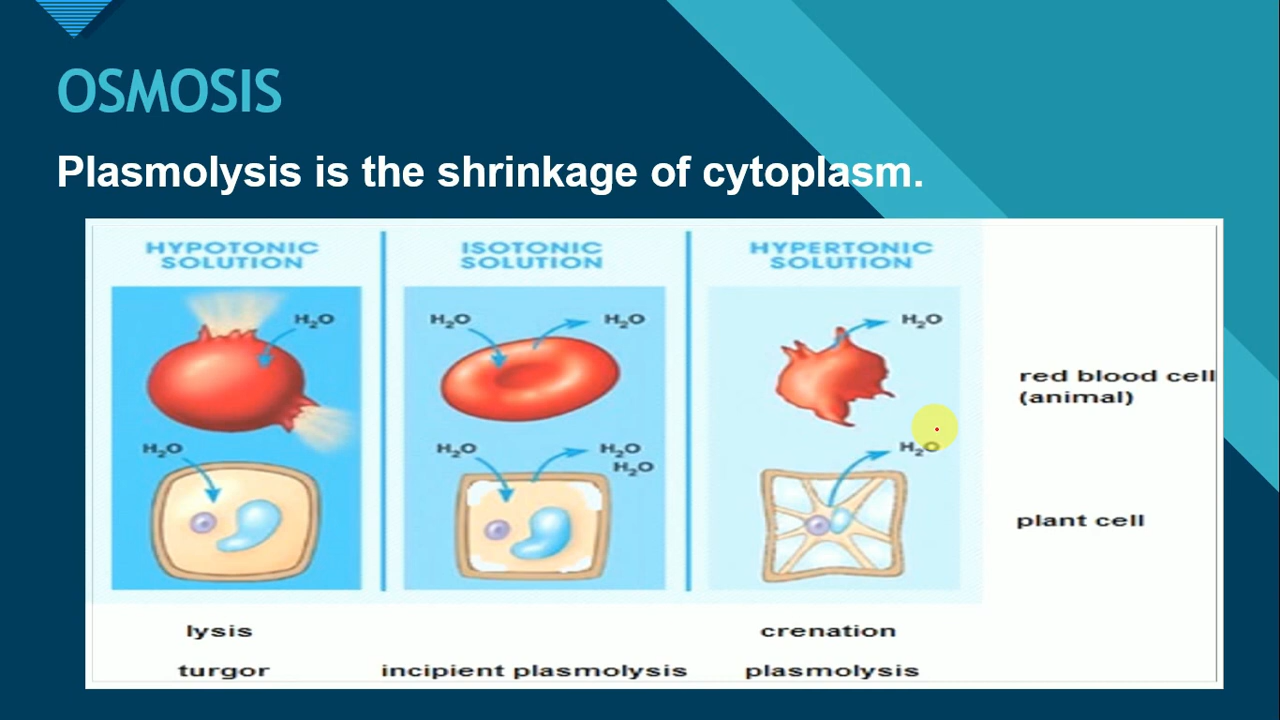 OSMOSIS
Plasmolysis is the shrinkage of cytoplasm.
HYPOTONIC
SOLUTION
ISOTONIC
SOLUTION
HYPERTONIC
SOLUTION
H₂O
H₂O
H₂O
H₂O
red blood cell
(animal)
H₂O
H₂O
H₂O
H₂O
H₂O
plant cell
lysis
crenation
turgor
incipient plasmolysis
plasmolysis